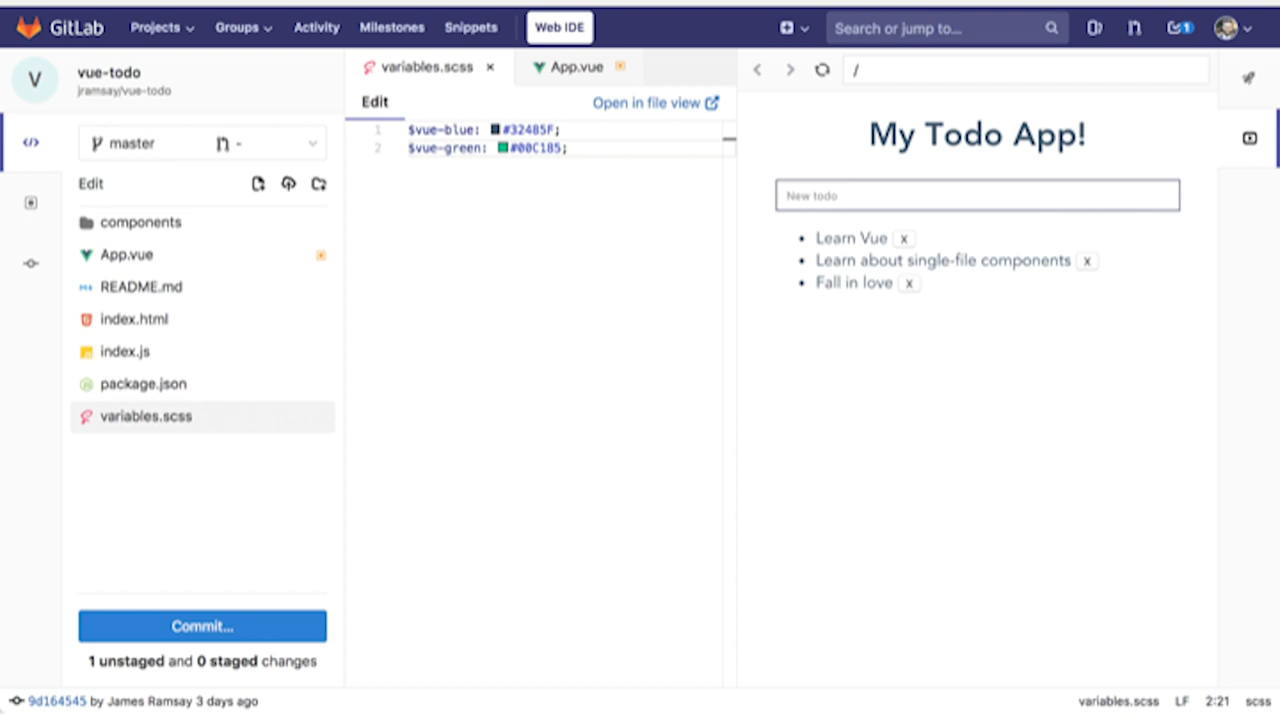 GitLab Projects Groups Activity Milestones Snippets Web IDE Search or jump to... 1
V vue-todo
jramsay/vue-todo
master -
Edit
components
App.vue
README.md
index.html
index.js
package.json
variables.scss
Commit...
1 unstaged and 0 staged changes
variables.scss × App.vue
Edit Open in file view
1 $vue-blue: #32485F;
2 $vue-green: #00C185;
/
My Todo App!
New todo
Learn Vue x
Learn about single-file components x
Fall in love x
9d164545 by James Ramsay 3 days ago
variables.scss LF 2:21 scss